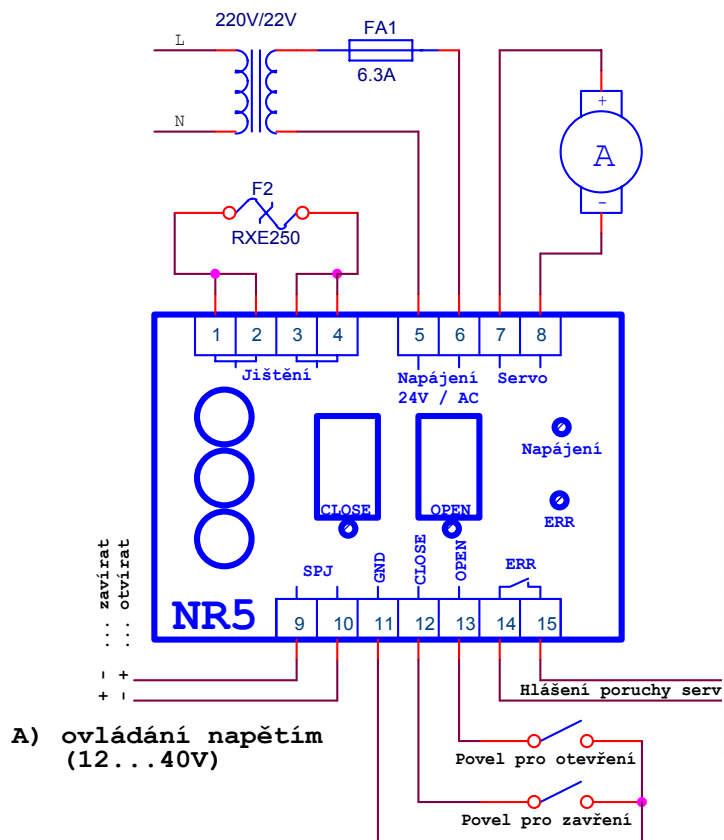 220V/22V
L
FA1
6.3A
+
A
-
N
F2
RXE250
1 2 3 4 5 6 7 8
Jištění
Napájení
24V / AC
Servo
Napájení
CLOSE
OPEN
ERR
SPJ
GND
CLOSE
OPEN
ERR
NR5
9 10 11 12 13 14 15
... zavírat
... otvírat
- +
+ -
Hlášení poruchy serv
A) ovládání napětím
(12...40V)
Povel pro otevření
Povel pro zavření